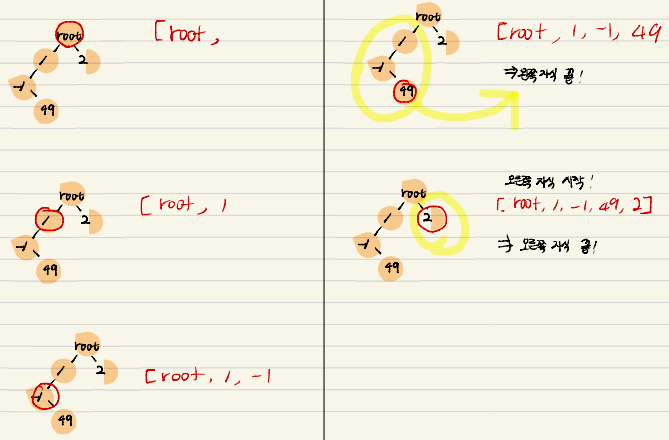 root
1
2
-1
49
[root,
root
1
2
-1
49
[root, 1
root
1
2
-1
49
[root, 1, -1
root
1
2
-1
49
[root, 1, -1, 49
⇒왼쪽 자식 끝!
오른쪽 자식 시작!
root
1
2
-1
49
[root, 1, -1, 49, 2]
⇒ 오른쪽 자식 끝!